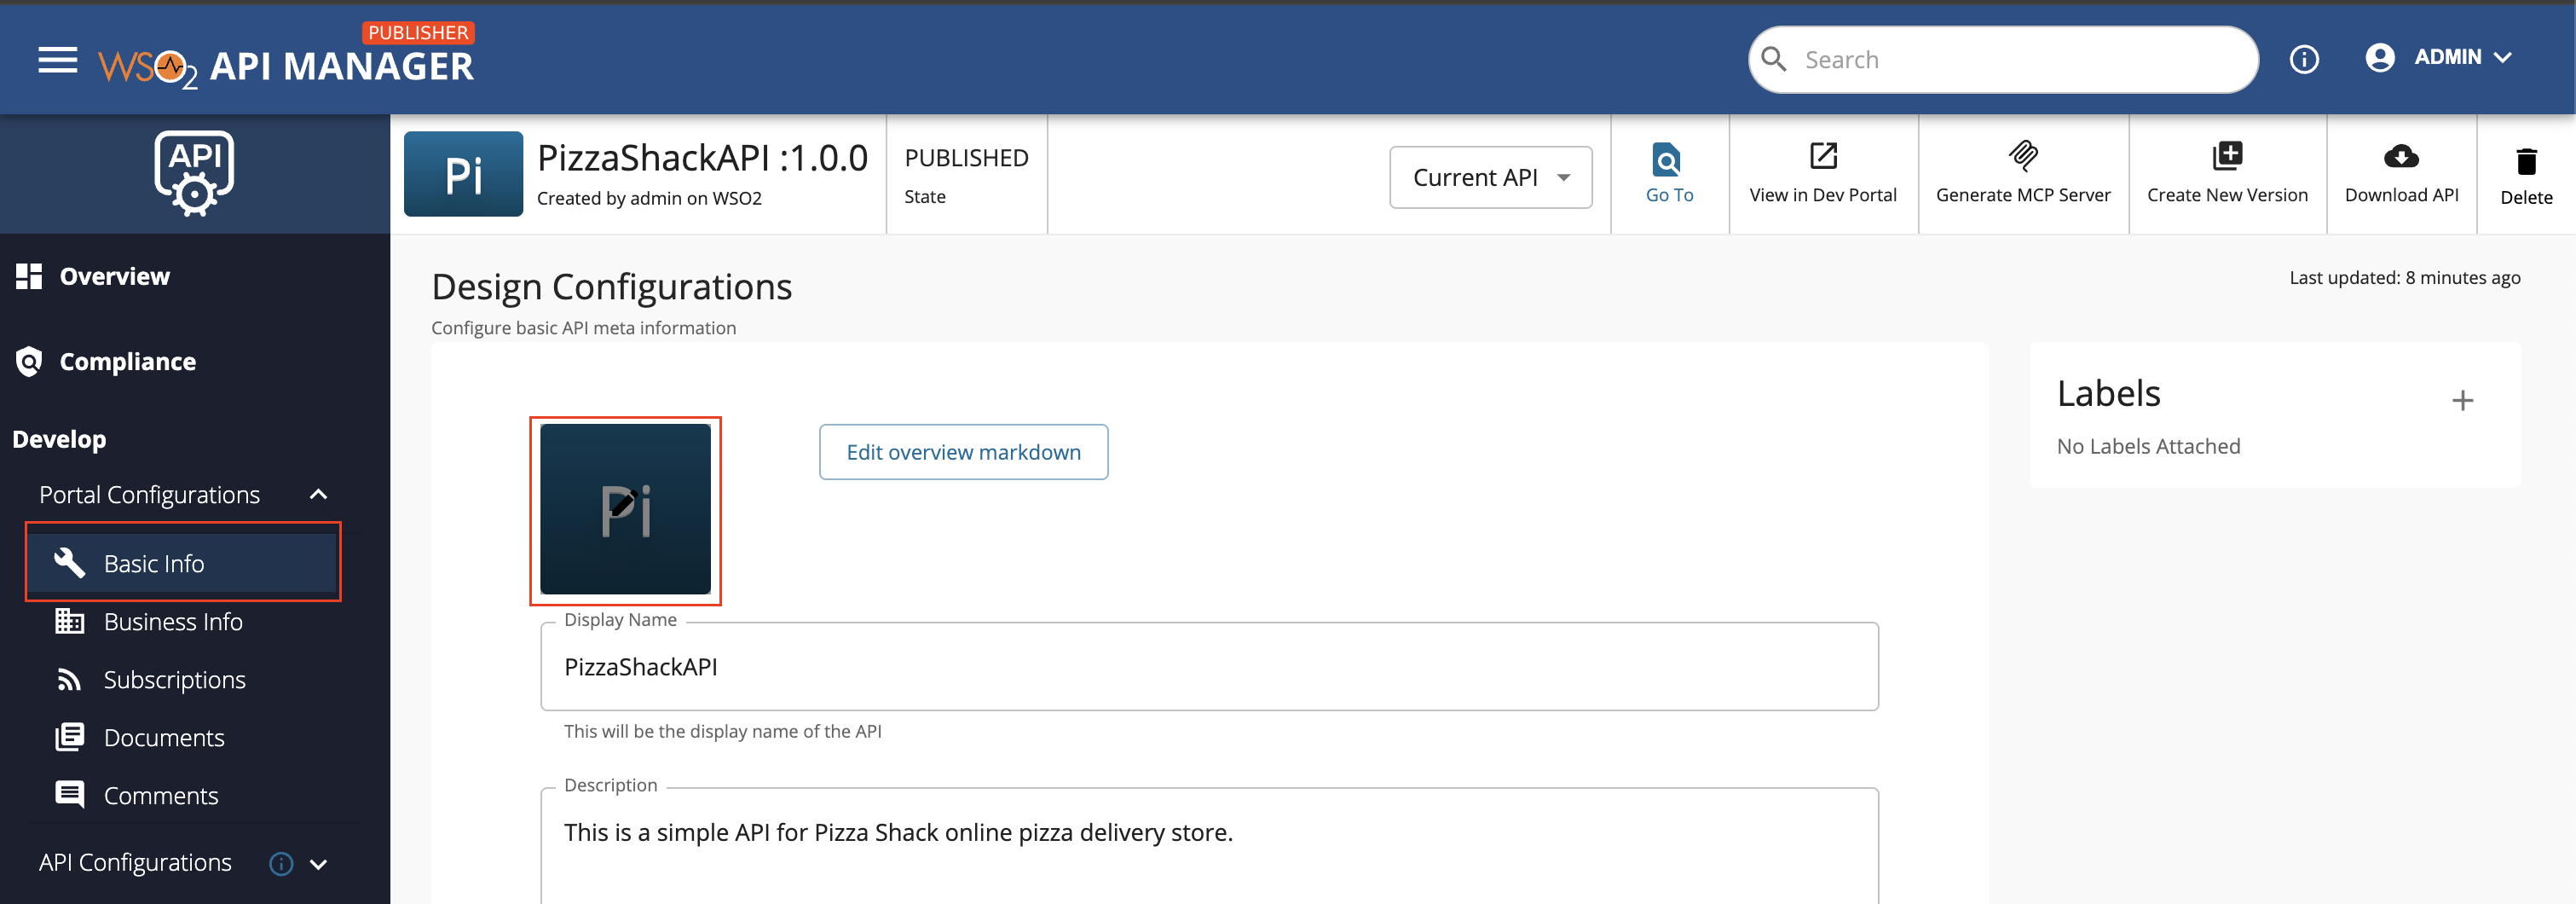 PUBLISHER
WSO2 API MANAGER
Search
ADMIN
API
Pi
PizzaShackAPI :1.0.0
Created by admin on WSO2
PUBLISHED
State
Current API
Go To
View in Dev Portal
Generate MCP Server
Create New Version
Download API
Delete
Overview
Compliance
Develop
Portal Configurations
Basic Info
Business Info
Subscriptions
Documents
Comments
API Configurations
Design Configurations
Configure basic API meta information
Last updated: 8 minutes ago
Pi
Edit overview markdown
Display Name
PizzaShackAPI
This will be the display name of the API
Description
This is a simple API for Pizza Shack online pizza delivery store.
Labels
No Labels Attached